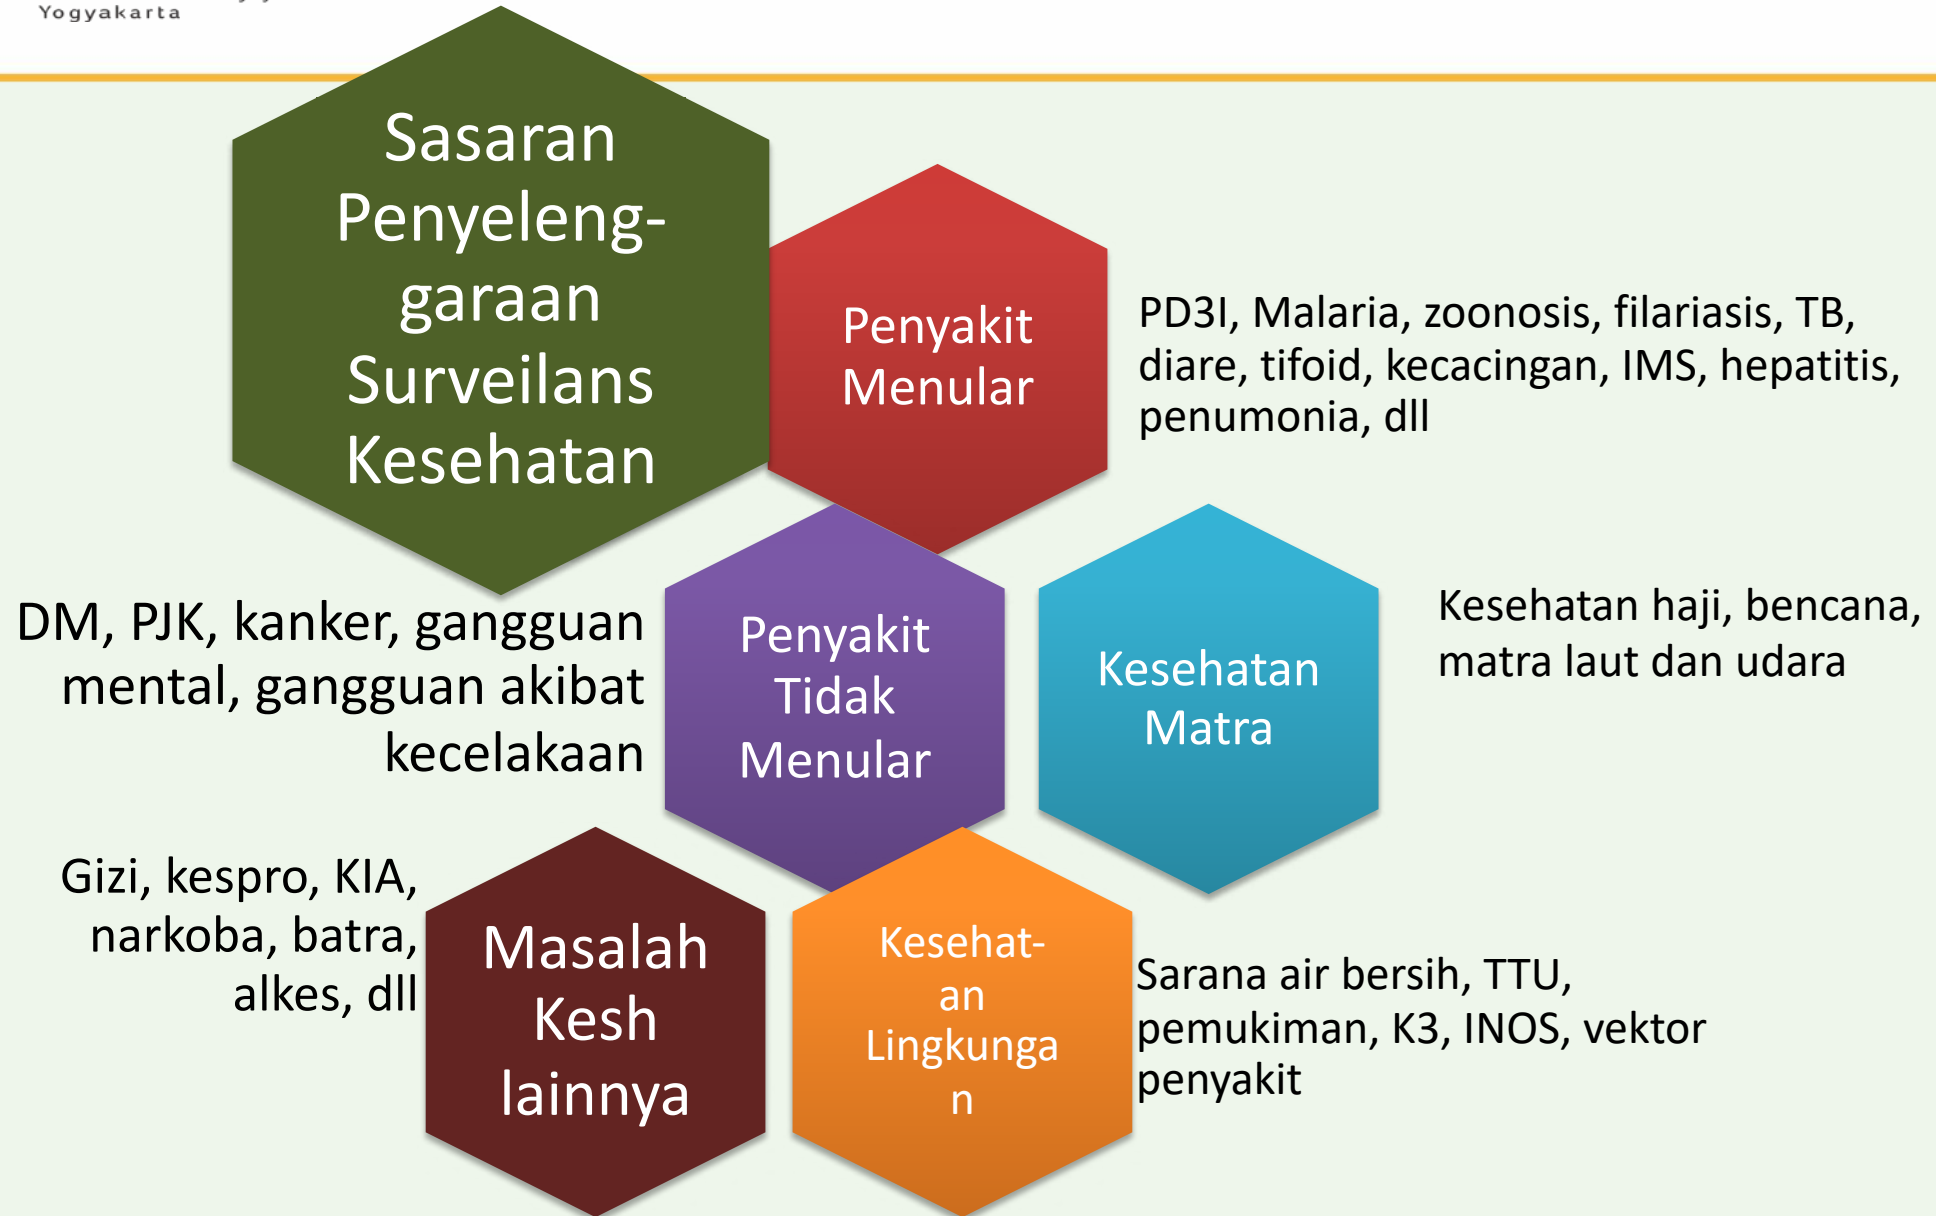 Yogyakarta
Sasaran
Penyeleng-
garaan
Surveilans
Kesehatan
Penyakit
Menular
PD3I, Malaria, zoonosis, filariasis, TB,
diare, tifoid, kecacingan, IMS, hepatitis,
penumonia, dll
DM, PJK, kanker, gangguan
mental, gangguan akibat
kecelakaan
Penyakit
Tidak
Menular
Kesehatan
Matra
Kesehatan haji, bencana,
matra laut dan udara
Gizi, kespro, KIA,
narkoba, batra,
alkes, dll
Masalah
Kesh
lainnya
Kesehat-
an
Lingkunga
n
Sarana air bersih, TTU,
pemukiman, K3, INOS, vektor
penyakit